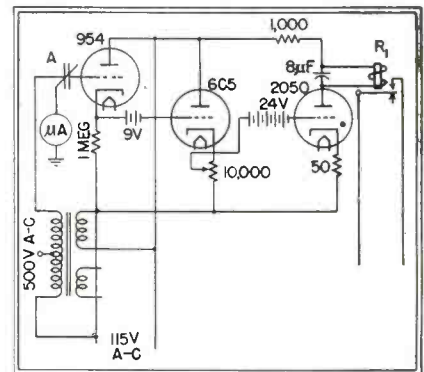 1,000
954
A
R1
8µF
6C5
2050
24V
µA
9V
1 MEG
10,000
50
500V A-C
115V
A-C